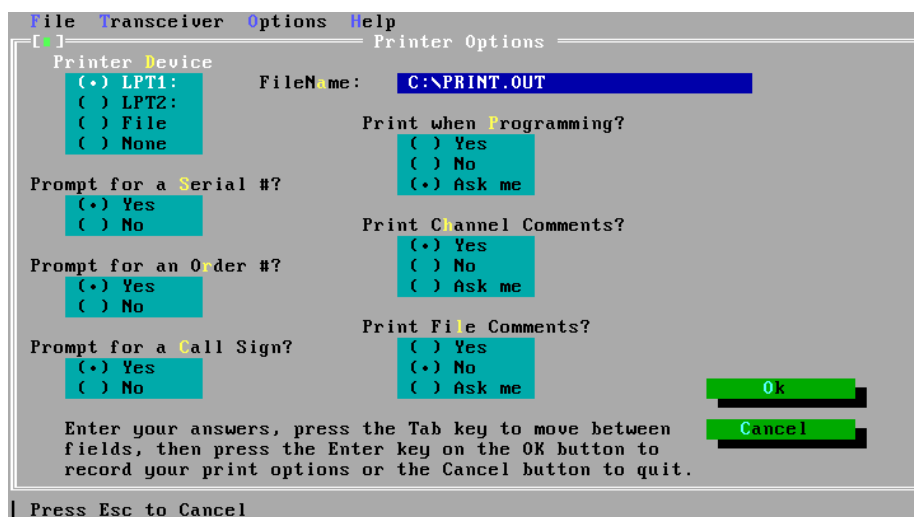 File Transceiver Options Help
[■] Printer Options
Printer Device
(•) LPT1:
( ) LPT2:
( ) File
( ) None
FileName: C:\PRINT.OUT
Print when Programming?
( ) Yes
( ) No
(•) Ask me
Prompt for a Serial #?
(•) Yes
( ) No
Print Channel Comments?
(•) Yes
( ) No
( ) Ask me
Prompt for an Order #?
(•) Yes
( ) No
Print File Comments?
( ) Yes
(•) No
( ) Ask me
Prompt for a Call Sign?
(•) Yes
( ) No
Ok
Cancel
Enter your answers, press the Tab key to move between
fields, then press the Enter key on the OK button to
record your print options or the Cancel button to quit.
Press Esc to Cancel